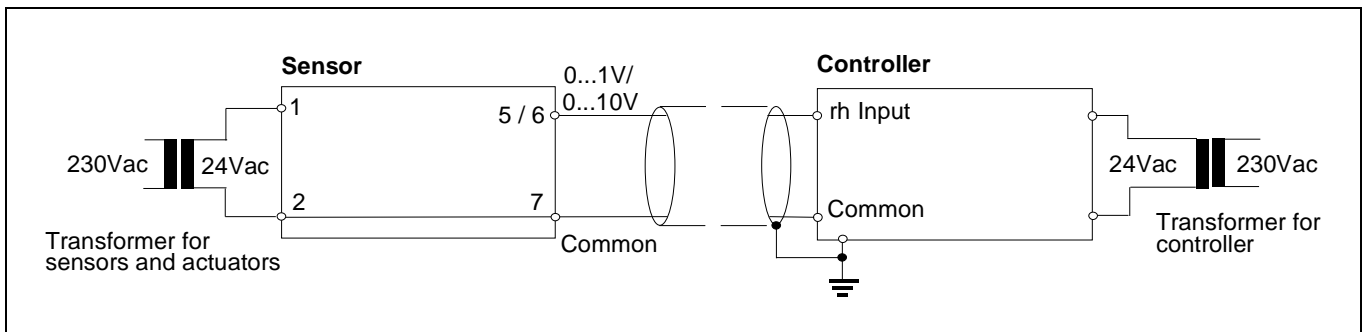 Sensor
Controller
0...1V/
0...10V
1
5 / 6
rh Input
230Vac
24Vac
24Vac
230Vac
2
7
Common
Common
Transformer for
sensors and actuators
Transformer for
controller